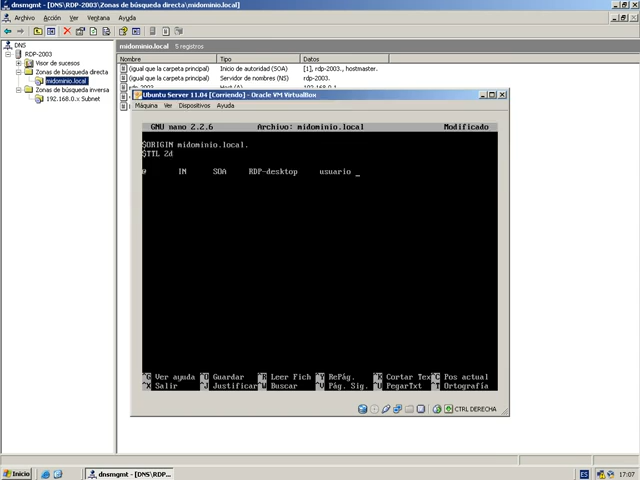 dnsmgmt - [DNS\RDP-2003\Zonas de búsqueda directa\midominio.local]
Archivo Acción Ver Ventana Ayuda
DNS
RDP-2003
Visor de sucesos
Zonas de búsqueda directa
midominio.local
Zonas de búsqueda inversa
192.168.0.x Subnet
midominio.local 5 registros
Nombre Tipo Datos
(igual que la carpeta principal) Inicio de autoridad (SOA) [1], rdp-2003., hostmaster.
(igual que la carpeta principal) Servidor de nombres (NS) rdp-2003.
Ubuntu Server 11.04 [Corriendo] - Oracle VM VirtualBox
Máquina Ver Dispositivos Ayuda
GNU nano 2.2.6 Archivo: midominio.local Modificado
$ORIGIN midominio.local.
$TTL 2d
@ IN SOA RDP-desktop usuario _
^G Ver ayuda ^O Guardar ^R Leer Fich ^Y RePág. ^K Cortar Tex ^C Pos actual
^X Salir ^J Justificar ^W Buscar ^V Pág. Sig. ^U PegarTxt ^T Ortografía
CTRL DERECHA
Inicio dnsmgmt - [DNS\RDP... ES 17:07